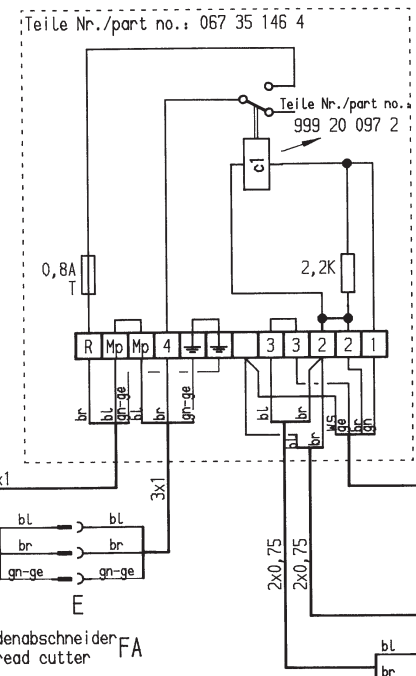 Teile Nr./part no.: 067 35 146 4
Teile Nr./part no.:
999 20 097 2
c1
0,8A
T
2,2K
R Mp Mp 4 3 3 2 2 1
br bl gn-ge bl br gn-ge bl bl br ws ge br gn
x1
3x1
bl bl
br br
gn-ge gn-ge
E
2x0,75 2x0,75
denabschneider FA
read cutter
bl
br